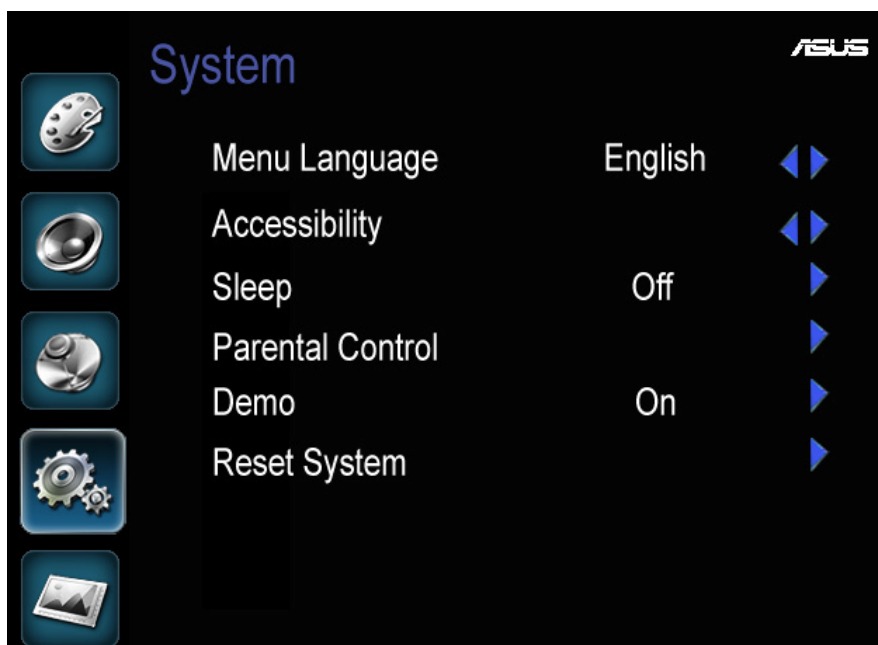 System
ASUS
Menu Language English
Accessibility
Sleep Off
Parental Control
Demo On
Reset System